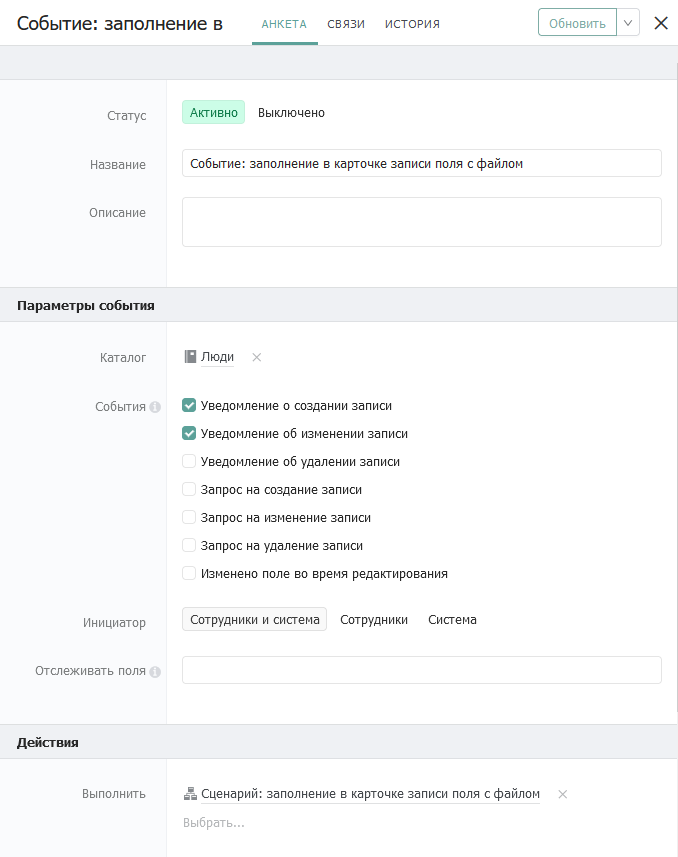 Событие: заполнение в АНКЕТА СВЯЗИ ИСТОРИЯ Обновить
Статус Активно Выключено
Название Событие: заполнение в карточке записи поля с файлом
Описание
Параметры события
Каталог Люди
События
Уведомление о создании записи
Уведомление об изменении записи
Уведомление об удалении записи
Запрос на создание записи
Запрос на изменение записи
Запрос на удаление записи
Изменено поле во время редактирования
Инициатор Сотрудники и система Сотрудники Система
Отслеживать поля
Действия
Выполнить Сценарий: заполнение в карточке записи поля с файлом
Выбрать...